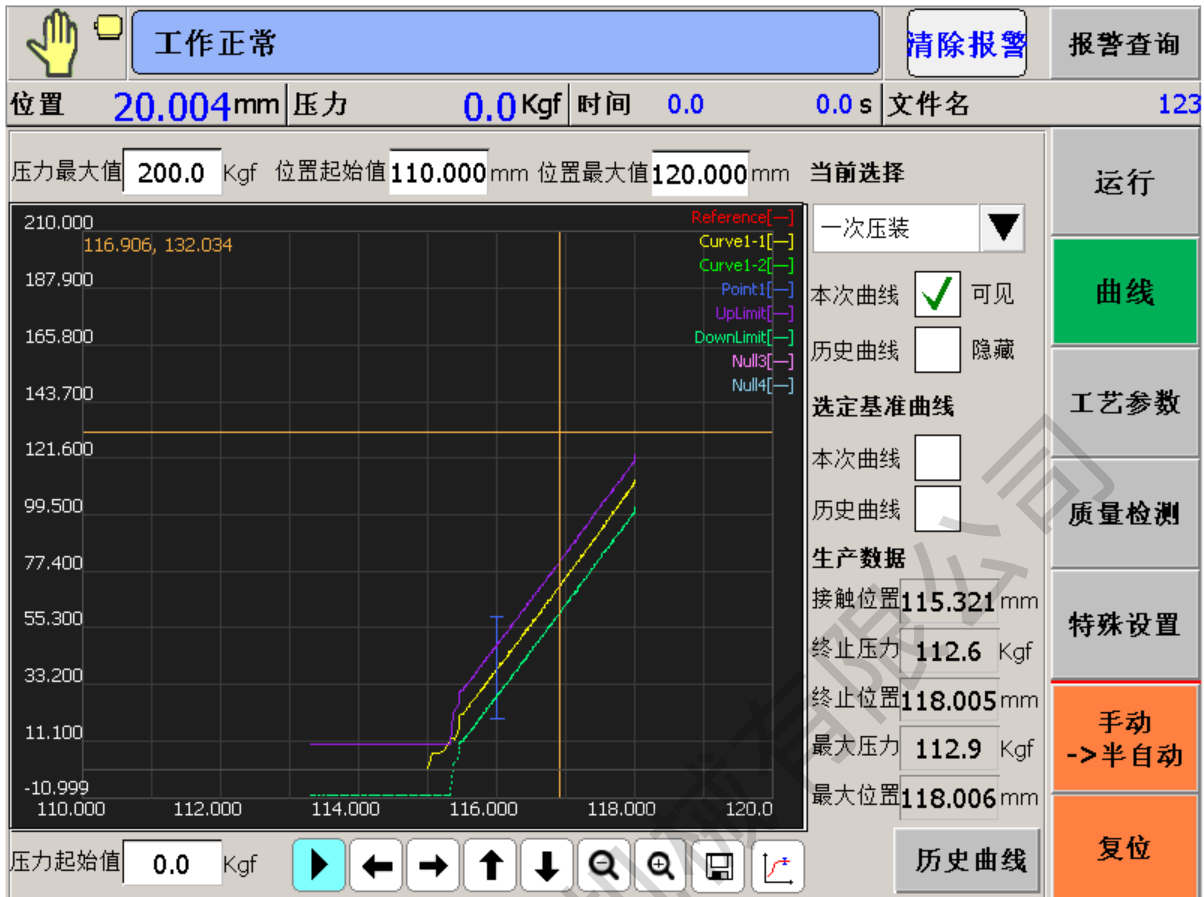 工作正常 清除报警 报警查询
位置 20.004mm 压力 0.0Kgf 时间 0.0 0.0 s 文件名 123
压力最大值 200.0 Kgf 位置起始值 110.000 mm 位置最大值 120.000 mm 当前选择
运行
一次压装
210.000
116.906, 132.034
187.900
165.800
143.700
121.600
99.500
77.400
55.300
33.200
11.100
-10.999
110.000 112.000 114.000 116.000 118.000 120.0
Reference[—]
Curve1-1[—]
Curve1-2[—]
Point1[—]
UpLimit[—]
DownLimit[—]
Null3[—]
Null4[—]
本次曲线 可见
历史曲线 隐藏
选定基准曲线
本次曲线
历史曲线
生产数据
接触位置 115.321 mm
终止压力 112.6 Kgf
终止位置 118.005 mm
最大压力 112.9 Kgf
最大位置 118.006 mm
历史曲线
曲线
工艺参数
质量检测
特殊设置
手动
->半自动
复位
压力起始值 0.0 Kgf
机械有限公司